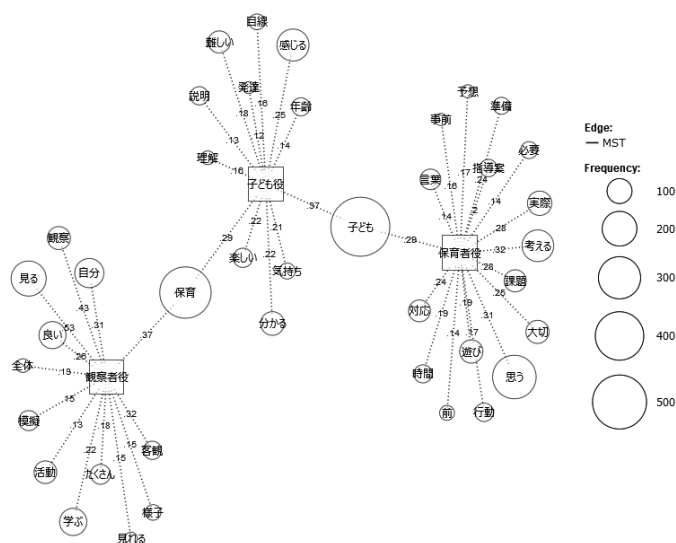 目線
難しい
感じる
発達
説明
年齢
理解
.16
.18
.25
.12
.13
.14
.16
子ども役
.37
子ども
.29
.22
.21
.22
楽しい
気持ち
分かる
保育
.37
予想
準備
事前
必要
指導案
言葉
実際
考える
.17
.24
.16
.14
.2
.14
.28
.32
保育者役
.28
.28
.25
課題
大切
.24
.19
.14
.19
.17
.31
対応
時間
前
遊び
行動
思う
観察
見る
自分
良い
全体
.43
.53
.31
.26
.13
観察者役
.15
.13
.22
.18
.15
.15
.32
模擬
活動
学ぶ
たくさん
見れる
様子
客観
Edge:
MST
Frequency:
100
200
300
400
500